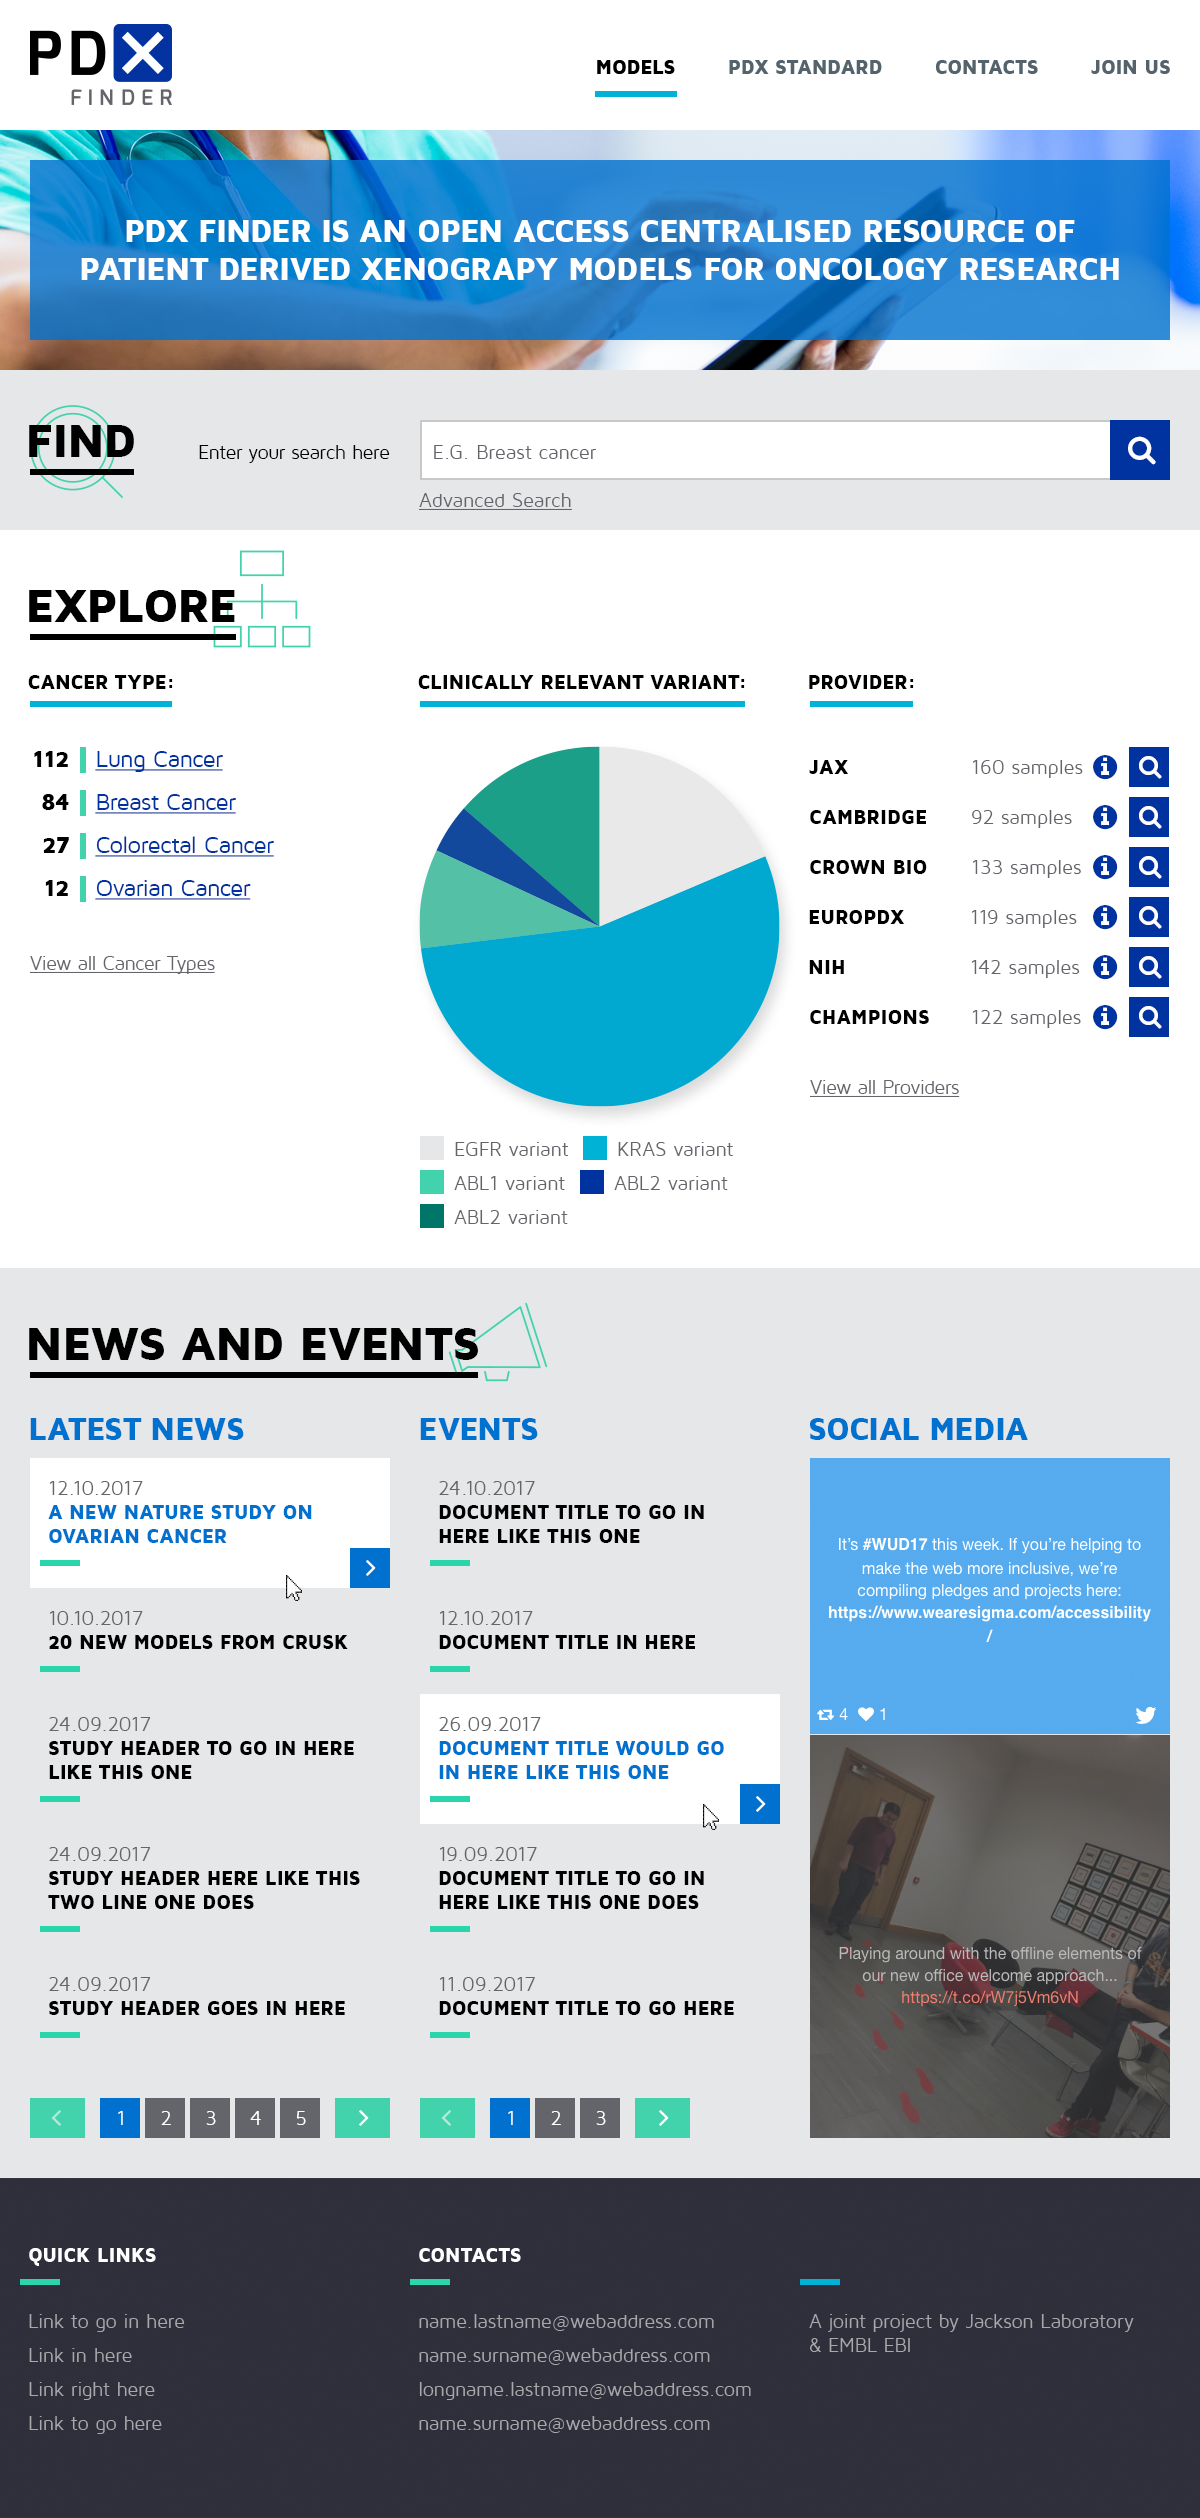 PDX
FINDER
MODELS
PDX STANDARD
CONTACTS
JOIN US
PDX FINDER IS AN OPEN ACCESS CENTRALISED RESOURCE OF
PATIENT DERIVED XENOGRAPY MODELS FOR ONCOLOGY RESEARCH
FIND
Enter your search here
E.G. Breast cancer
Advanced Search
EXPLORE
CANCER TYPE:
112 Lung Cancer
84 Breast Cancer
27 Colorectal Cancer
12 Ovarian Cancer
View all Cancer Types
CLINICALLY RELEVANT VARIANT:
EGFR variant
KRAS variant
ABL1 variant
ABL2 variant
ABL2 variant
PROVIDER:
JAX 160 samples
CAMBRIDGE 92 samples
CROWN BIO 133 samples
EUROPDX 119 samples
NIH 142 samples
CHAMPIONS 122 samples
View all Providers
NEWS AND EVENTS
LATEST NEWS
12.10.2017
A NEW NATURE STUDY ON
OVARIAN CANCER
10.10.2017
20 NEW MODELS FROM CRUSK
24.09.2017
STUDY HEADER TO GO IN HERE
LIKE THIS ONE
24.09.2017
STUDY HEADER HERE LIKE THIS
TWO LINE ONE DOES
24.09.2017
STUDY HEADER GOES IN HERE
1 2 3 4 5
EVENTS
24.10.2017
DOCUMENT TITLE TO GO IN
HERE LIKE THIS ONE
12.10.2017
DOCUMENT TITLE IN HERE
26.09.2017
DOCUMENT TITLE WOULD GO
IN HERE LIKE THIS ONE
19.09.2017
DOCUMENT TITLE TO GO IN
HERE LIKE THIS ONE DOES
11.09.2017
DOCUMENT TITLE TO GO HERE
1 2 3
SOCIAL MEDIA
It's #WUD17 this week. If you're helping to
make the web more inclusive, we're
compiling pledges and projects here:
https://www.wearesigma.com/accessibility
/
4 1
Playing around with the offline elements of
our new office welcome approach...
https://t.co/rW7j5Vm6vN
QUICK LINKS
Link to go in here
Link in here
Link right here
Link to go here
CONTACTS
name.lastname@webaddress.com
name.surname@webaddress.com
longname.lastname@webaddress.com
name.surname@webaddress.com
A joint project by Jackson Laboratory
& EMBL EBI